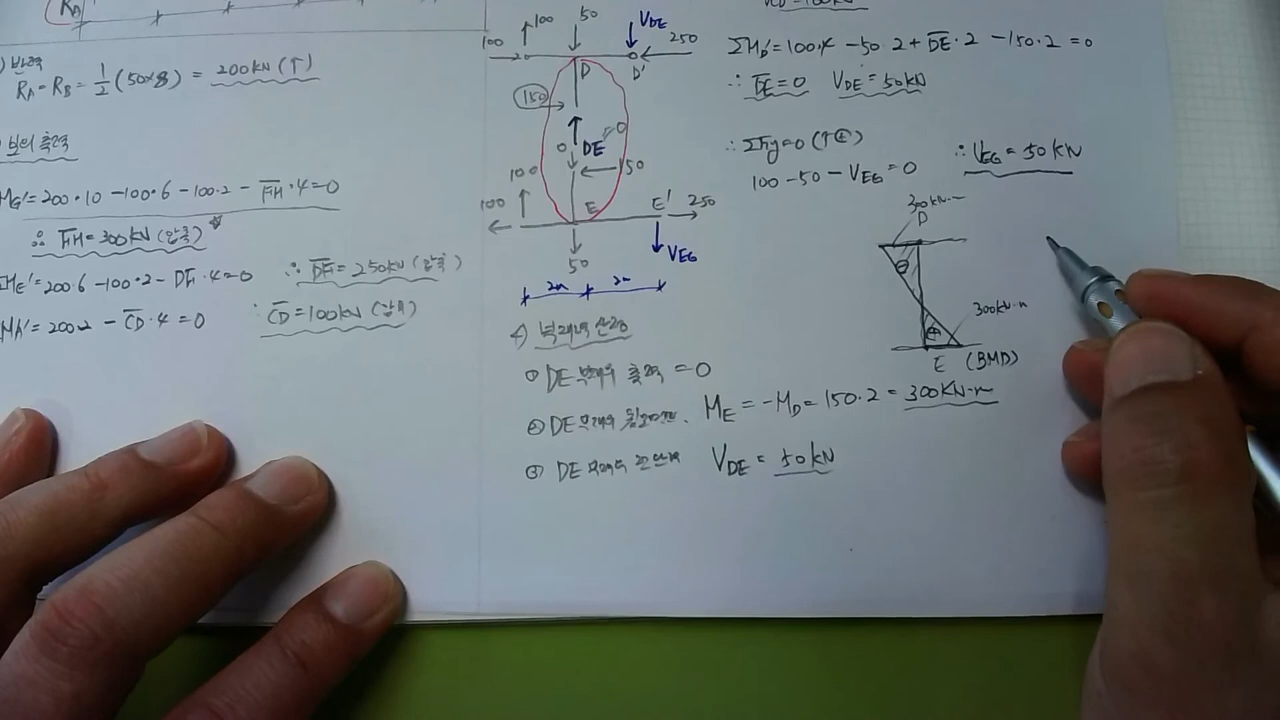 RA
) 반력
RA = RB = 1/2 (50×8) = 200kN (↑)
) 보의 축력
MG' = 200·10 - 100·6 - 100·2 - FH·4 = 0
∴ FH = 300kN (압축)
ME' = 200·6 - 100·2 - DF·4 = 0 ∴ DF = 250kN (압축)
MA' = 200·2 - CD·4 = 0 ∴ CD = 100kN (압축)
100 100 50 VDE 250
D D'
150
0 DE 0
100 50
100 E E' 250
50 VEG
2m 2m
4) 부재력 산정
① DE 부재의 축력 = 0
② DE 부재의 휨모멘트. ME = -MD = 150·2 = 300kN·m
③ DE 부재의 전단력 VDE = 50kN
ΣMD' = 100·4 - 50·2 + DE·2 - 150·2 = 0
∴ DE = 0 VDE = 50kN
∴ ΣFy = 0 (↑⊕)
100 - 50 - VEG = 0 ∴ VEG = 50kN
300kN·m
D
⊖
300kN·m
⊕
E (BMD)